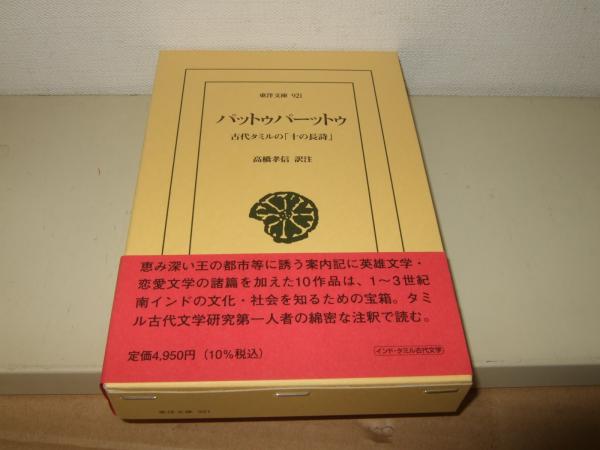 東洋文庫 921
パットゥパーットゥ
古代タミルの「十の長詩」
高橋孝信 訳注
恵み深い王の都市等に誘う案内記に英雄文学・
恋愛文学の諸篇を加えた10作品は、1〜3世紀
南インドの文化・社会を知るための宝箱。タミ
ル古代文学研究第一人者の綿密な注釈で読む。
定価4,950円（10%税込）
インド・タミル古代文学
東洋文庫 921